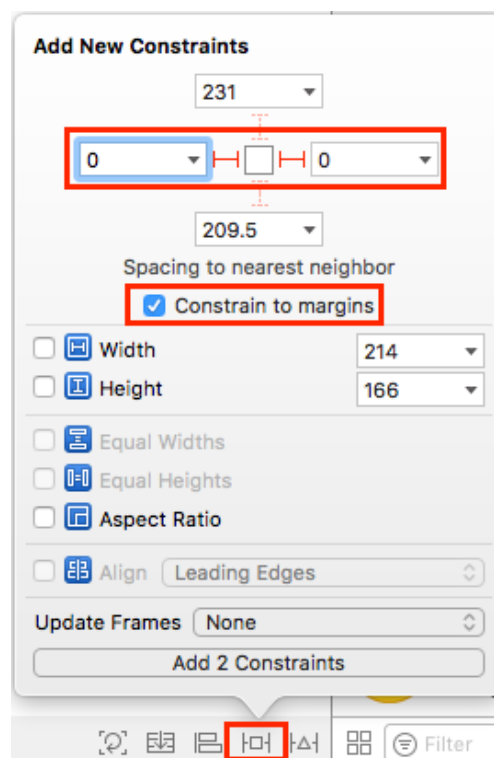 Add New Constraints
231
0 0
209.5
Spacing to nearest neighbor
Constrain to margins
Width 214
Height 166
Equal Widths
Equal Heights
Aspect Ratio
Align Leading Edges
Update Frames None
Add 2 Constraints
Filter